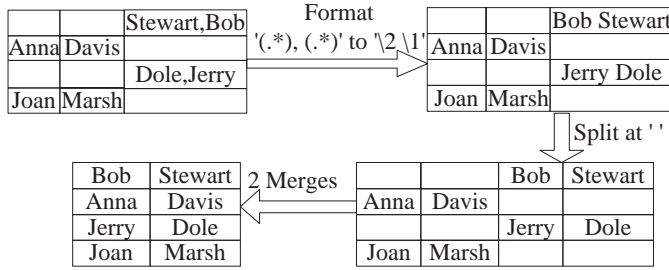 Stewart,Bob
Anna Davis
Dole,Jerry
Joan Marsh
Format
'(.*), (.*)' to '\2 \1'
Bob Stewart
Anna Davis
Jerry Dole
Joan Marsh
Split at ' '
Bob Stewart
Anna Davis
Jerry Dole
Joan Marsh
2 Merges
Bob Stewart
Anna Davis
Jerry Dole
Joan Marsh